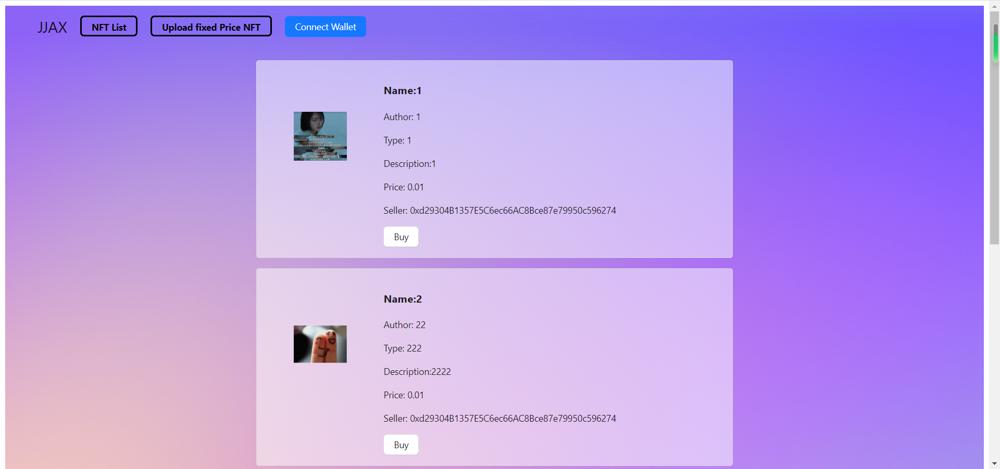 JJAX
NFT List
Upload fixed Price NFT
Connect Wallet
Name:1
Author: 1
Type: 1
Description:1
Price: 0.01
Seller: 0xd29304B1357E5C6ec66AC8Bce87e79950c596274
Buy
Name:2
Author: 22
Type: 222
Description:2222
Price: 0.01
Seller: 0xd29304B1357E5C6ec66AC8Bce87e79950c596274
Buy